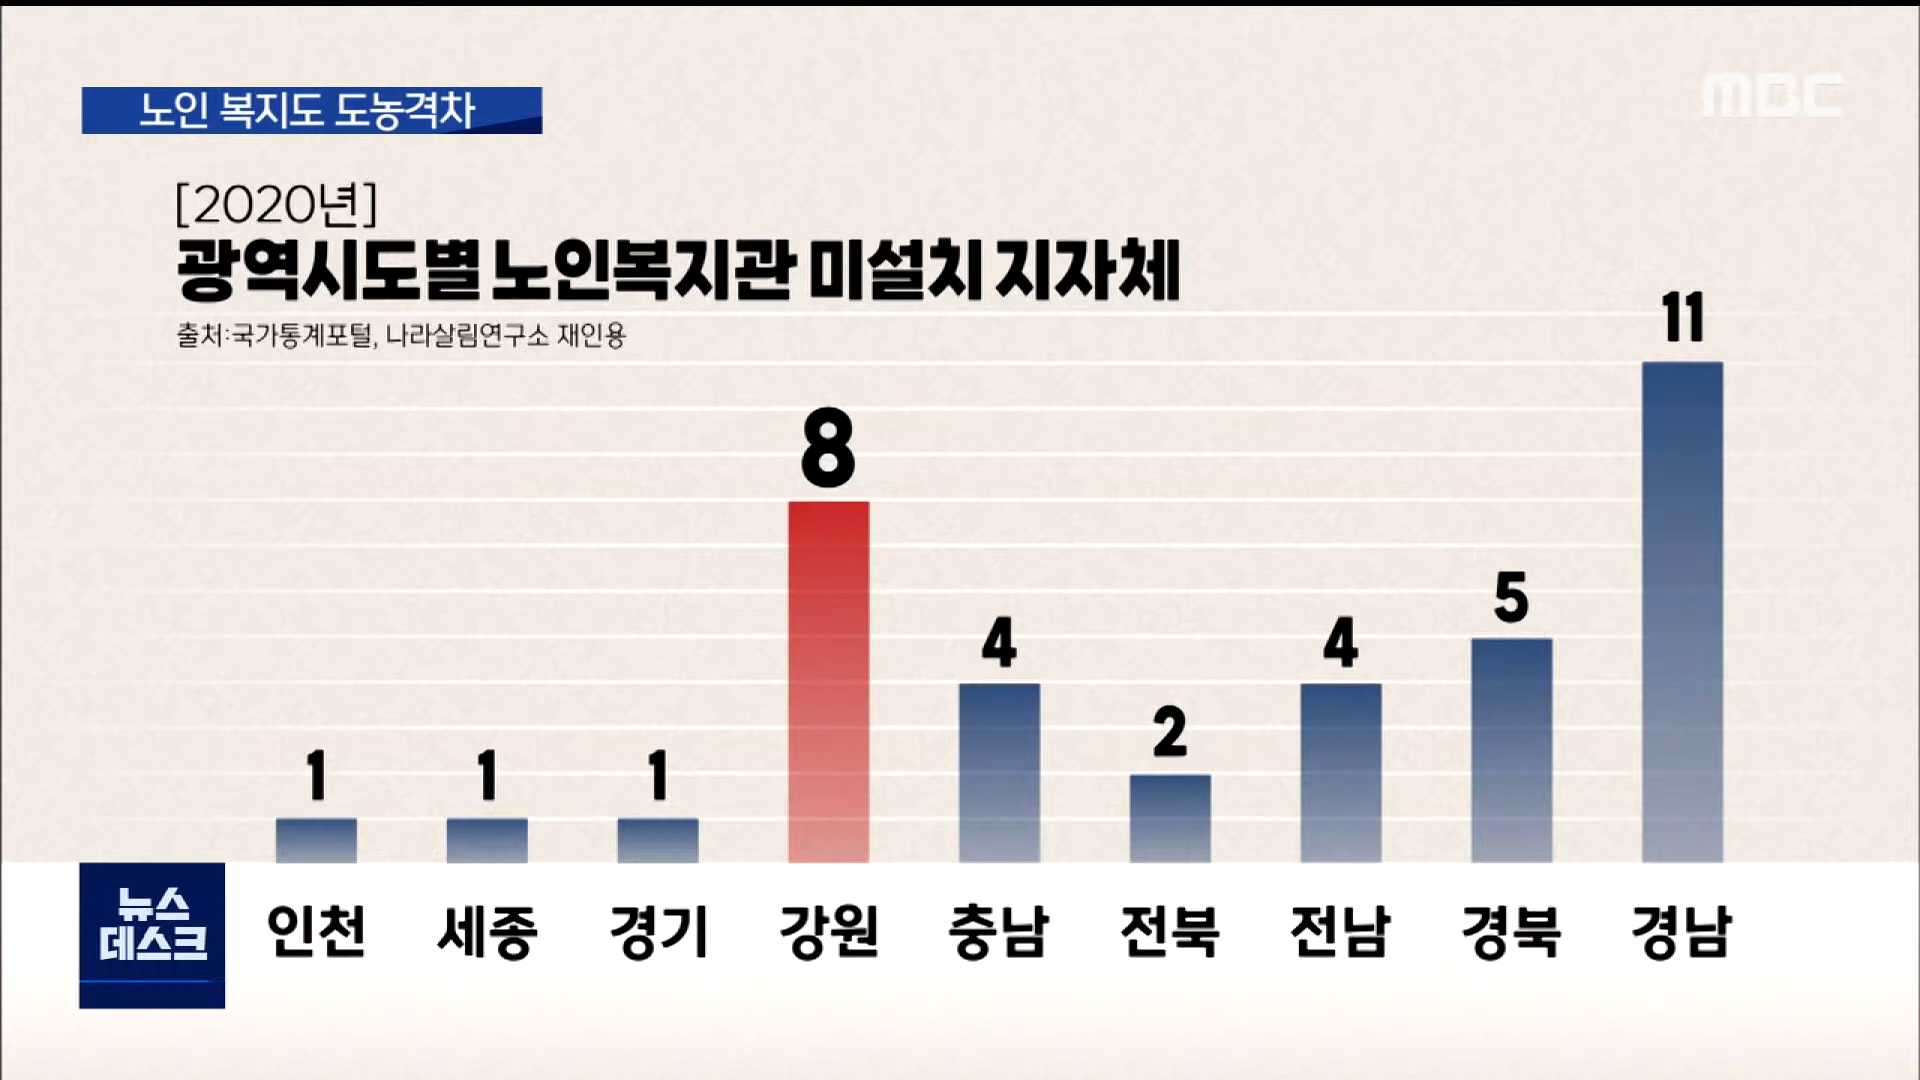 노인 복지도 도농격차
MBC
[2020년]
광역시도별 노인복지관 미설치 지자체
출처:국가통계포털, 나라살림연구소 재인용
1 1 1 8 4 2 4 5 11
인천 세종 경기 강원 충남 전북 전남 경북 경남
뉴스
데스크